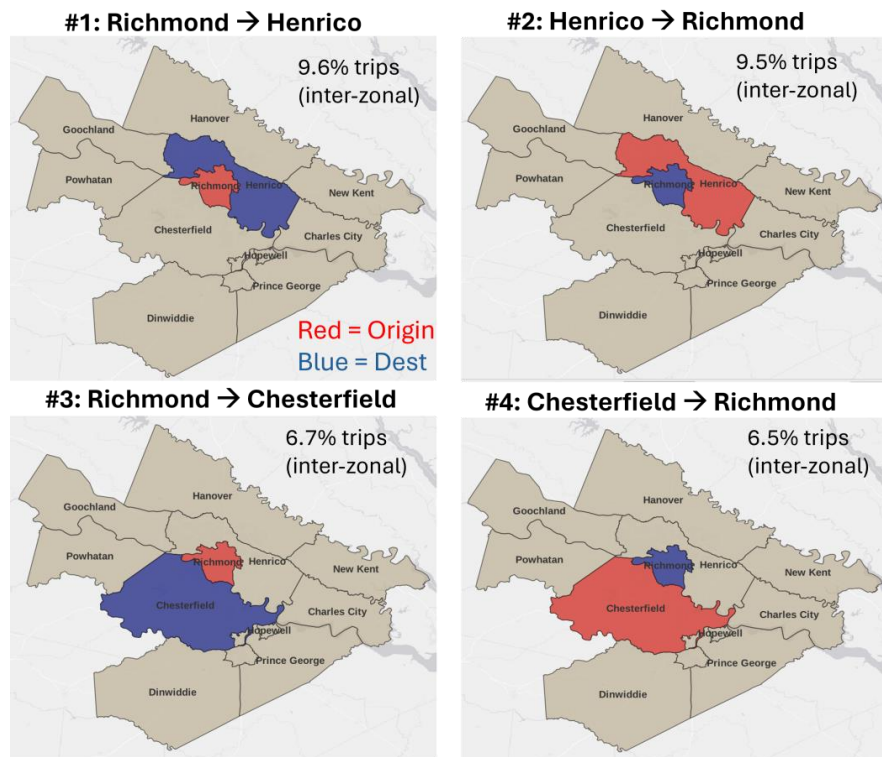 #1: Richmond → Henrico
9.6% trips
(inter-zonal)
Hanover
Goochland
Powhatan
Richmond
Henrico
New Kent
Chesterfield
Charles City
Hopewell
Prince George
Dinwiddie
Red = Origin
Blue = Dest
#2: Henrico → Richmond
9.5% trips
(inter-zonal)
Hanover
Goochland
Powhatan
Richmond
Henrico
New Kent
Chesterfield
Charles City
Hopewell
Prince George
Dinwiddie
#3: Richmond → Chesterfield
6.7% trips
(inter-zonal)
Hanover
Goochland
Powhatan
Richmond
Henrico
New Kent
Chesterfield
Charles City
Hopewell
Prince George
Dinwiddie
#4: Chesterfield → Richmond
6.5% trips
(inter-zonal)
Hanover
Goochland
Powhatan
Richmond
Henrico
New Kent
Chesterfield
Charles City
Hopewell
Prince George
Dinwiddie